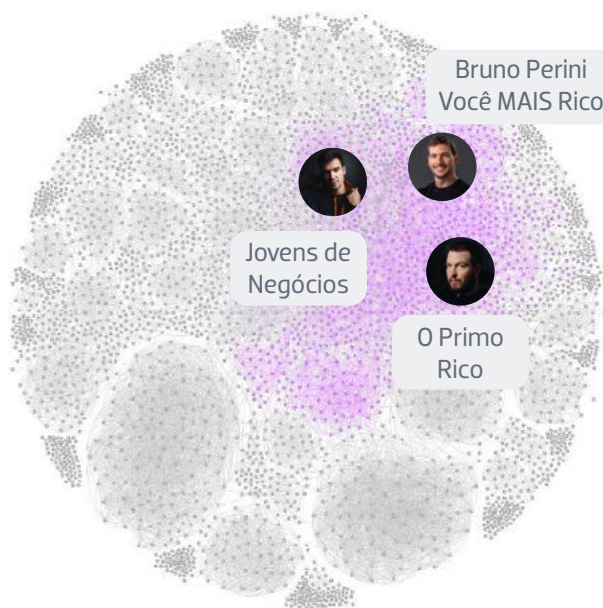 Bruno Perini
Você MAIS Rico
Jovens de
Negócios
O Primo
Rico